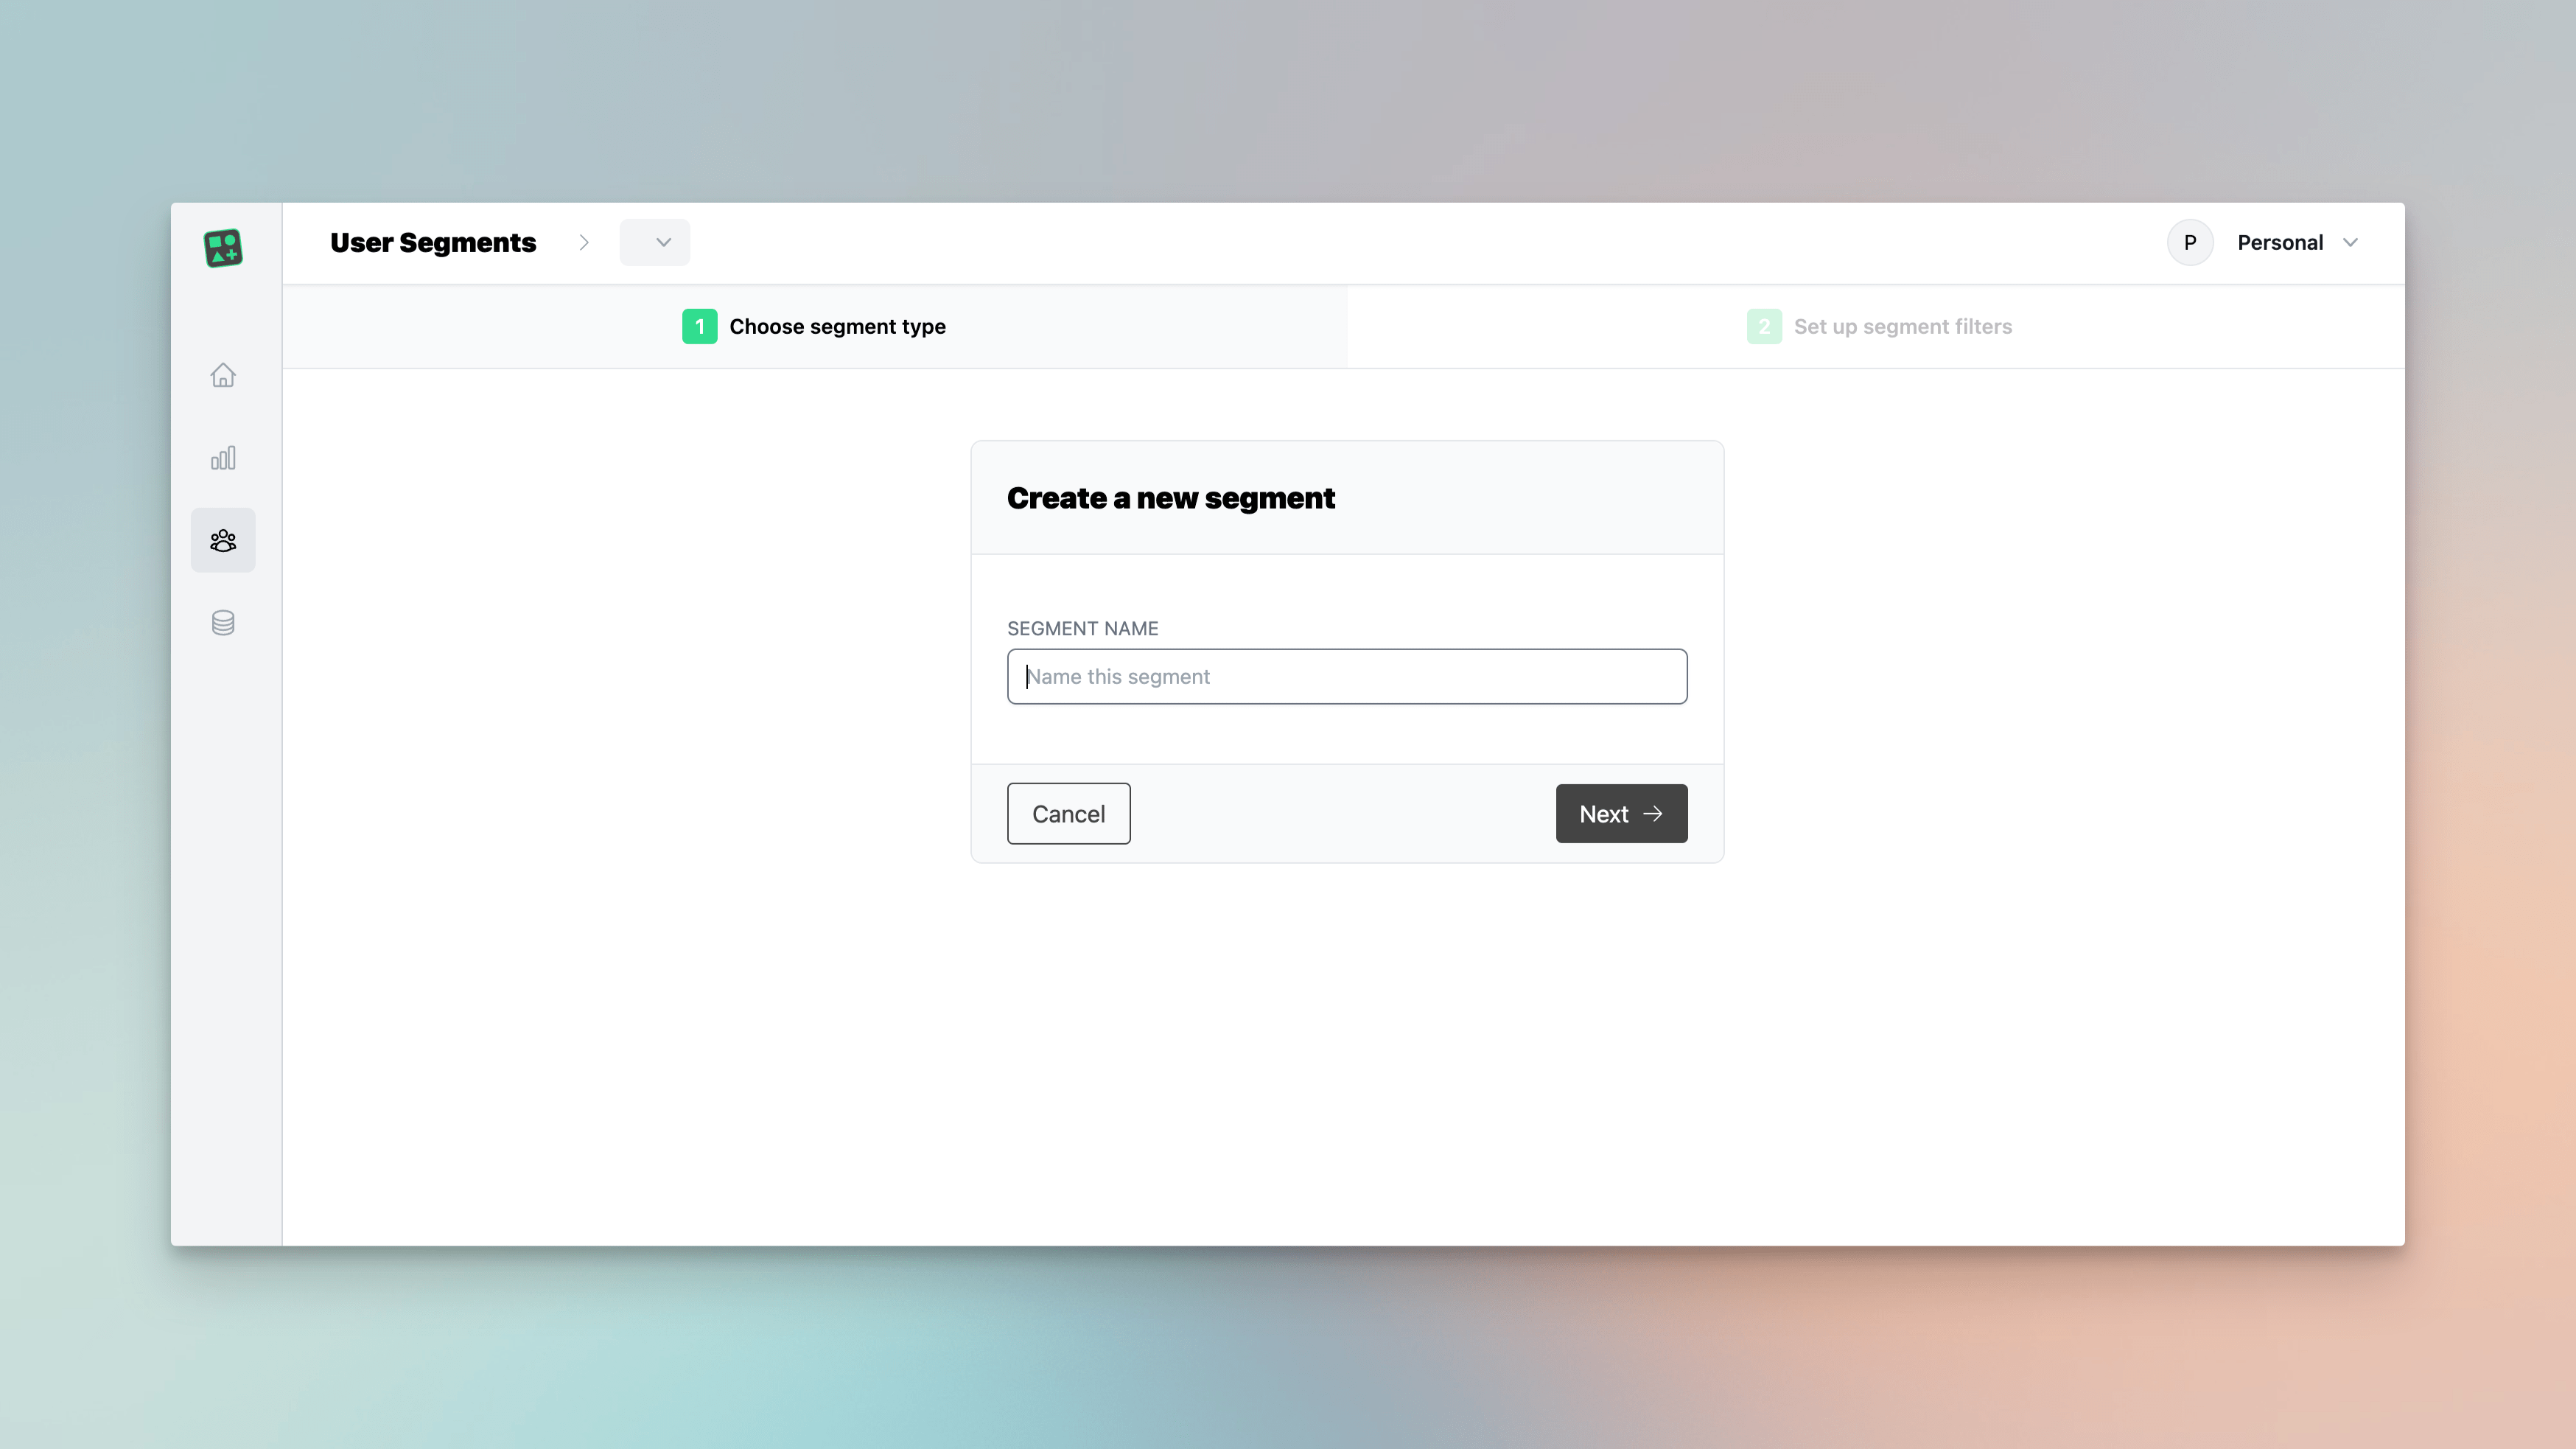 User Segments
P Personal
1 Choose segment type
2 Set up segment filters
Create a new segment
SEGMENT NAME
Name this segment
Cancel
Next